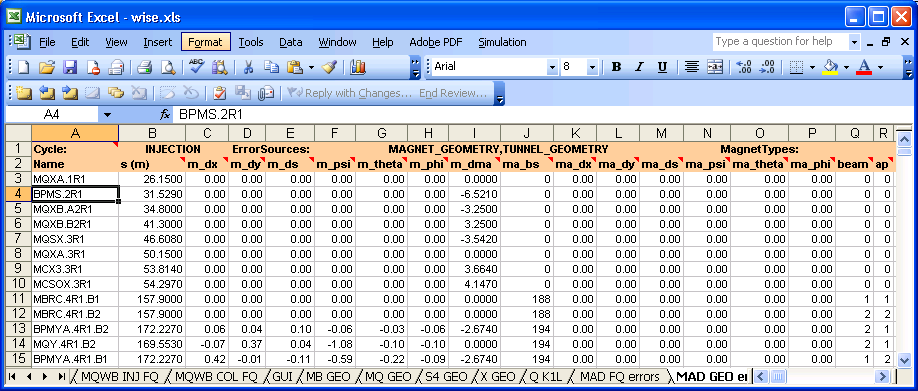 Microsoft Excel - wise.xls
File Edit View Insert Format Tools Data Window Help Adobe PDF Simulation Type a question for help
Arial 8 B I U
Reply with Changes... End Review...
A4 fx BPMS.2R1
A B C D E F G H I J K L M N O P Q R
1 Cycle: INJECTION ErrorSources: MAGNET_GEOMETRY,TUNNEL_GEOMETRY MagnetTypes:
2 Name s (m) m_dx m_dy m_ds m_psi m_theta m_phi m_dma ma_bs ma_dx ma_dy ma_ds ma_psi ma_theta ma_phi beam ap
3 MQXA.1R1 26.1500 0.00 0.00 0.00 0.00 0.00 0.00 0.0000 0 0.00 0.00 0.00 0.00 0.00 0.00 0 0
4 BPMS.2R1 31.5290 0.00 0.00 0.00 0.00 0.00 0.00 -6.5210 0 0.00 0.00 0.00 0.00 0.00 0.00 0 0
5 MQXB.A2R1 34.8000 0.00 0.00 0.00 0.00 0.00 0.00 -3.2500 0 0.00 0.00 0.00 0.00 0.00 0.00 0 0
6 MQXB.B2R1 41.3000 0.00 0.00 0.00 0.00 0.00 0.00 3.2500 0 0.00 0.00 0.00 0.00 0.00 0.00 0 0
7 MQSX.3R1 46.6080 0.00 0.00 0.00 0.00 0.00 0.00 -3.5420 0 0.00 0.00 0.00 0.00 0.00 0.00 0 0
8 MQXA.3R1 50.1500 0.00 0.00 0.00 0.00 0.00 0.00 0.0000 0 0.00 0.00 0.00 0.00 0.00 0.00 0 0
9 MCX3.3R1 53.8140 0.00 0.00 0.00 0.00 0.00 0.00 3.6640 0 0.00 0.00 0.00 0.00 0.00 0.00 0 0
10 MCSOX.3R1 54.2970 0.00 0.00 0.00 0.00 0.00 0.00 4.1470 0 0.00 0.00 0.00 0.00 0.00 0.00 0 0
11 MBRC.4R1.B1 157.9000 0.00 0.00 0.00 0.00 0.00 0.00 0.0000 188 0.00 0.00 0.00 0.00 0.00 0.00 1 1
12 MBRC.4R1.B2 157.9000 0.00 0.00 0.00 0.00 0.00 0.00 0.0000 188 0.00 0.00 0.00 0.00 0.00 0.00 2 2
13 BPMYA.4R1.B2 172.2270 0.06 0.04 0.10 -0.06 -0.03 -0.06 -2.6740 194 0.00 0.00 0.00 0.00 0.00 0.00 2 1
14 MQY.4R1.B2 169.5530 -0.07 0.37 0.04 -1.08 -0.10 -0.10 0.0000 194 0.00 0.00 0.00 0.00 0.00 0.00 2 2
15 BPMYA.4R1.B1 172.2270 0.42 -0.01 -0.11 -0.59 -0.22 -0.09 -2.6740 194 0.00 0.00 0.00 0.00 0.00 0.00 1 1
MQWB INJ FQ MQWB COL FQ GUI MB GEO MQ GEO S4 GEO X GEO Q K1L MAD FQ errors MAD GEO er